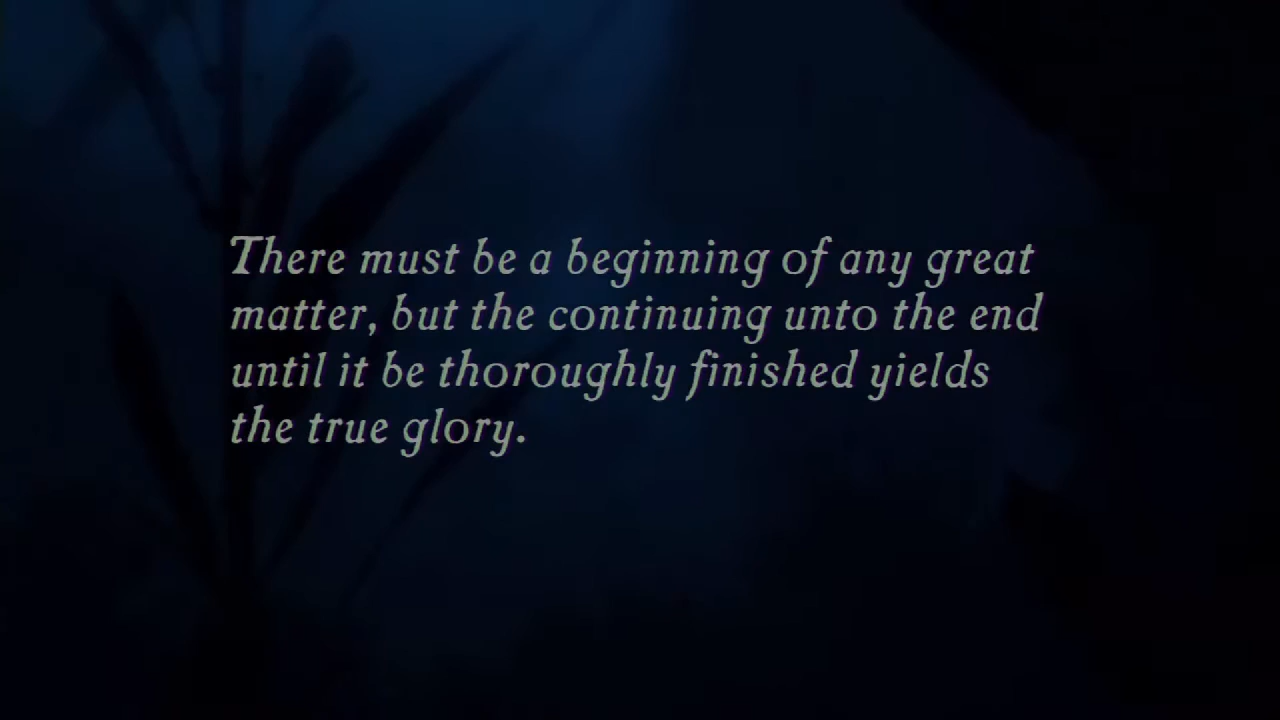 There must be a beginning of any great
matter, but the continuing unto the end
until it be thoroughly finished yields
the true glory.